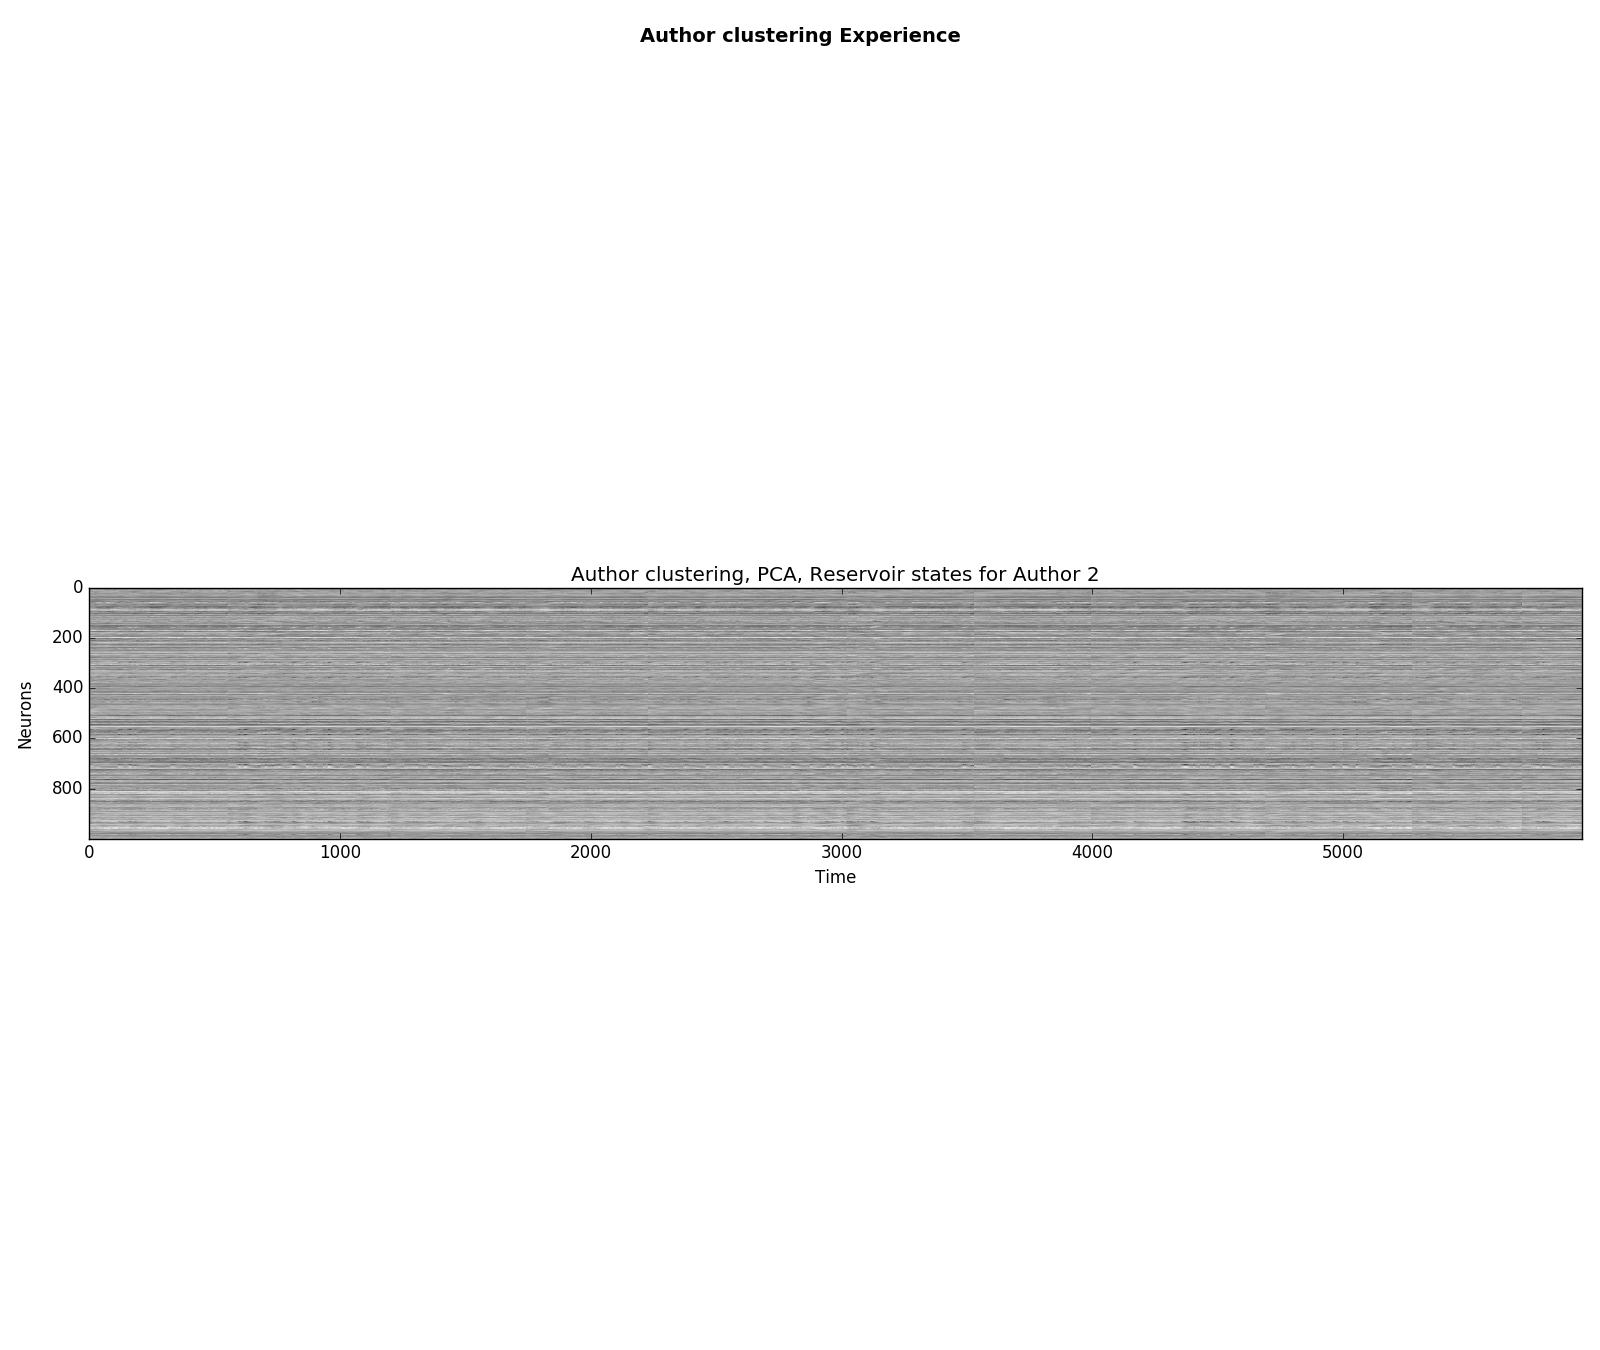 Author clustering Experience
Author clustering, PCA, Reservoir states for Author 2
0
200
400
600
800
Neurons
0 1000 2000 3000 4000 5000
Time